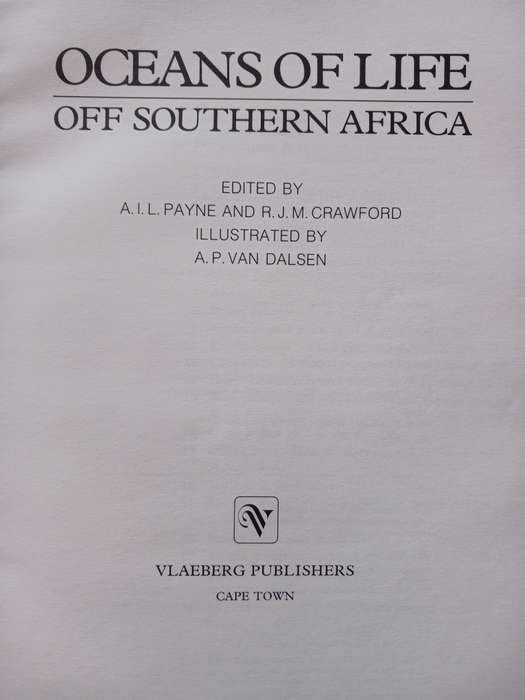 OCEANS OF LIFE
OFF SOUTHERN AFRICA
EDITED BY
A. I. L. PAYNE AND R. J. M. CRAWFORD
ILLUSTRATED BY
A. P. VAN DALSEN
V
VLAEBERG PUBLISHERS
CAPE TOWN